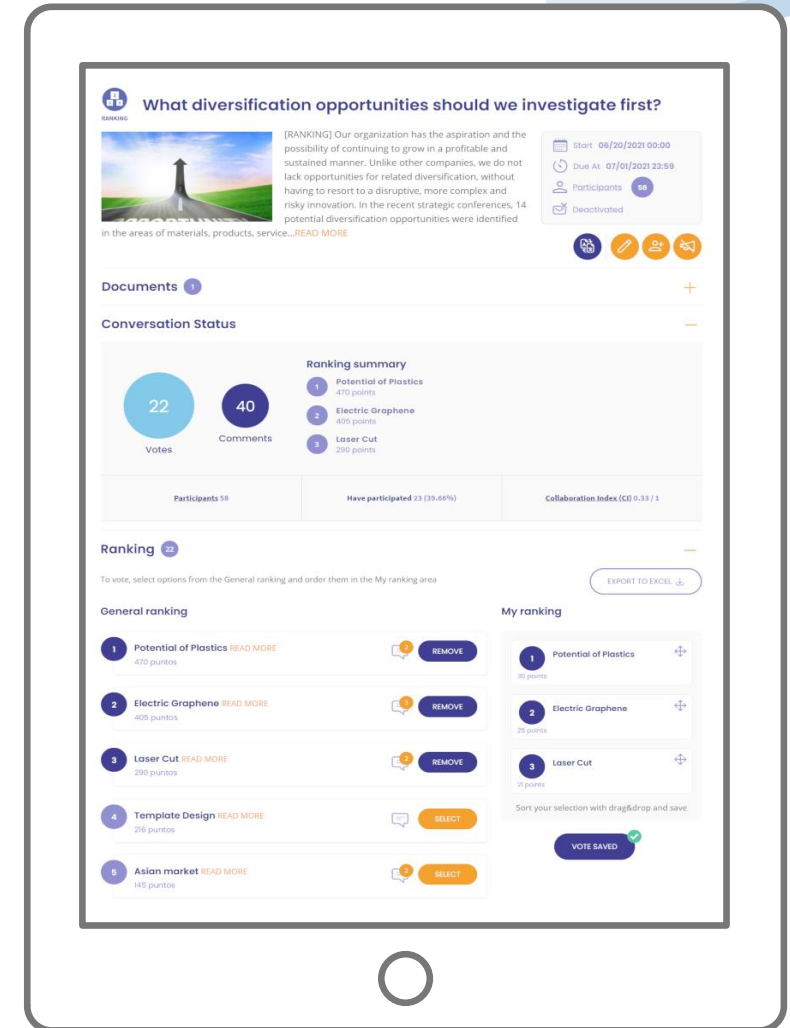 RANKING
What diversification opportunities should we investigate first?
[RANKING] Our organization has the aspiration and the
possibility of continuing to grow in a profitable and
sustained manner. Unlike other companies, we do not
lack opportunities for related diversification, without
having to resort to a disruptive, more complex and
risky innovation. In the recent strategic conferences, 14
potential diversification opportunities were identified
in the areas of materials, products, service...READ MORE
Start 06/20/2021 00:00
Due At 07/01/2021 23:59
Participants 58
Deactivated
Documents 1
Conversation Status
22
Votes
40
Comments
Ranking summary
1 Potential of Plastics
470 points
2 Electric Graphene
405 points
3 Laser Cut
290 points
Participants 58
Have participated 23 (39.66%)
Collaboration Index (CI) 0.33 / 1
Ranking 22
To vote, select options from the General ranking and order them in the My ranking area
EXPORT TO EXCEL
General ranking
1 Potential of Plastics READ MORE
470 puntos
2 REMOVE
2 Electric Graphene READ MORE
405 puntos
3 REMOVE
3 Laser Cut READ MORE
290 puntos
2 REMOVE
4 Template Design READ MORE
216 puntos
SELECT
5 Asian market READ MORE
145 puntos
2 SELECT
My ranking
1 Potential of Plastics
30 points
2 Electric Graphene
25 points
3 Laser Cut
21 points
Sort your selection with drag&drop and save
VOTE SAVED